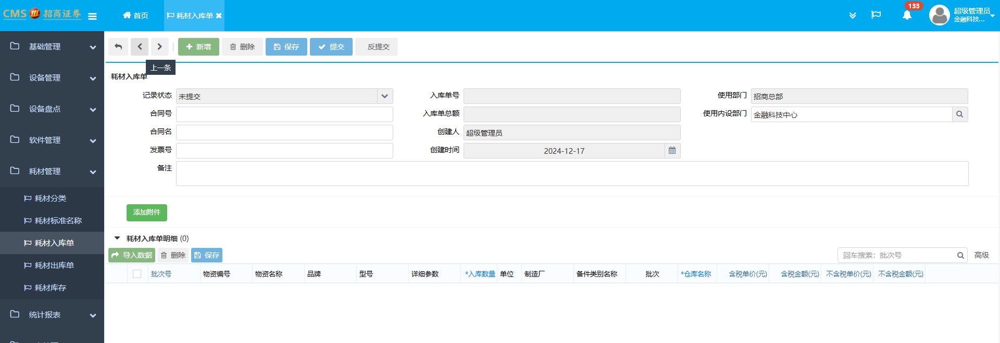 CMS 招商证券
首页
耗材入库单
133
超级管理员
金融科技...
基础管理
设备管理
设备盘点
软件管理
耗材管理
耗材分类
耗材标准名称
耗材入库单
耗材出库单
耗材库存
统计报表
新增 删除 保存 提交 反提交
上一条
耗材入库单
记录状态 未提交 入库单号 使用部门 招商总部
合同号 入库单总额 使用内设部门 金融科技中心
合同名 创建人 超级管理员
发票号 创建时间 2024-12-17
备注
添加附件
耗材入库单明细 (0)
导入数据 删除 保存 回车搜索：批次号 高级
批次号 物资编号 物资名称 品牌 型号 详细参数 *入库数量 单位 制造厂 备件类别名称 批次 *仓库名称 含税单价(元) 含税金额(元) 不含税单价(元) 不含税金额(元)